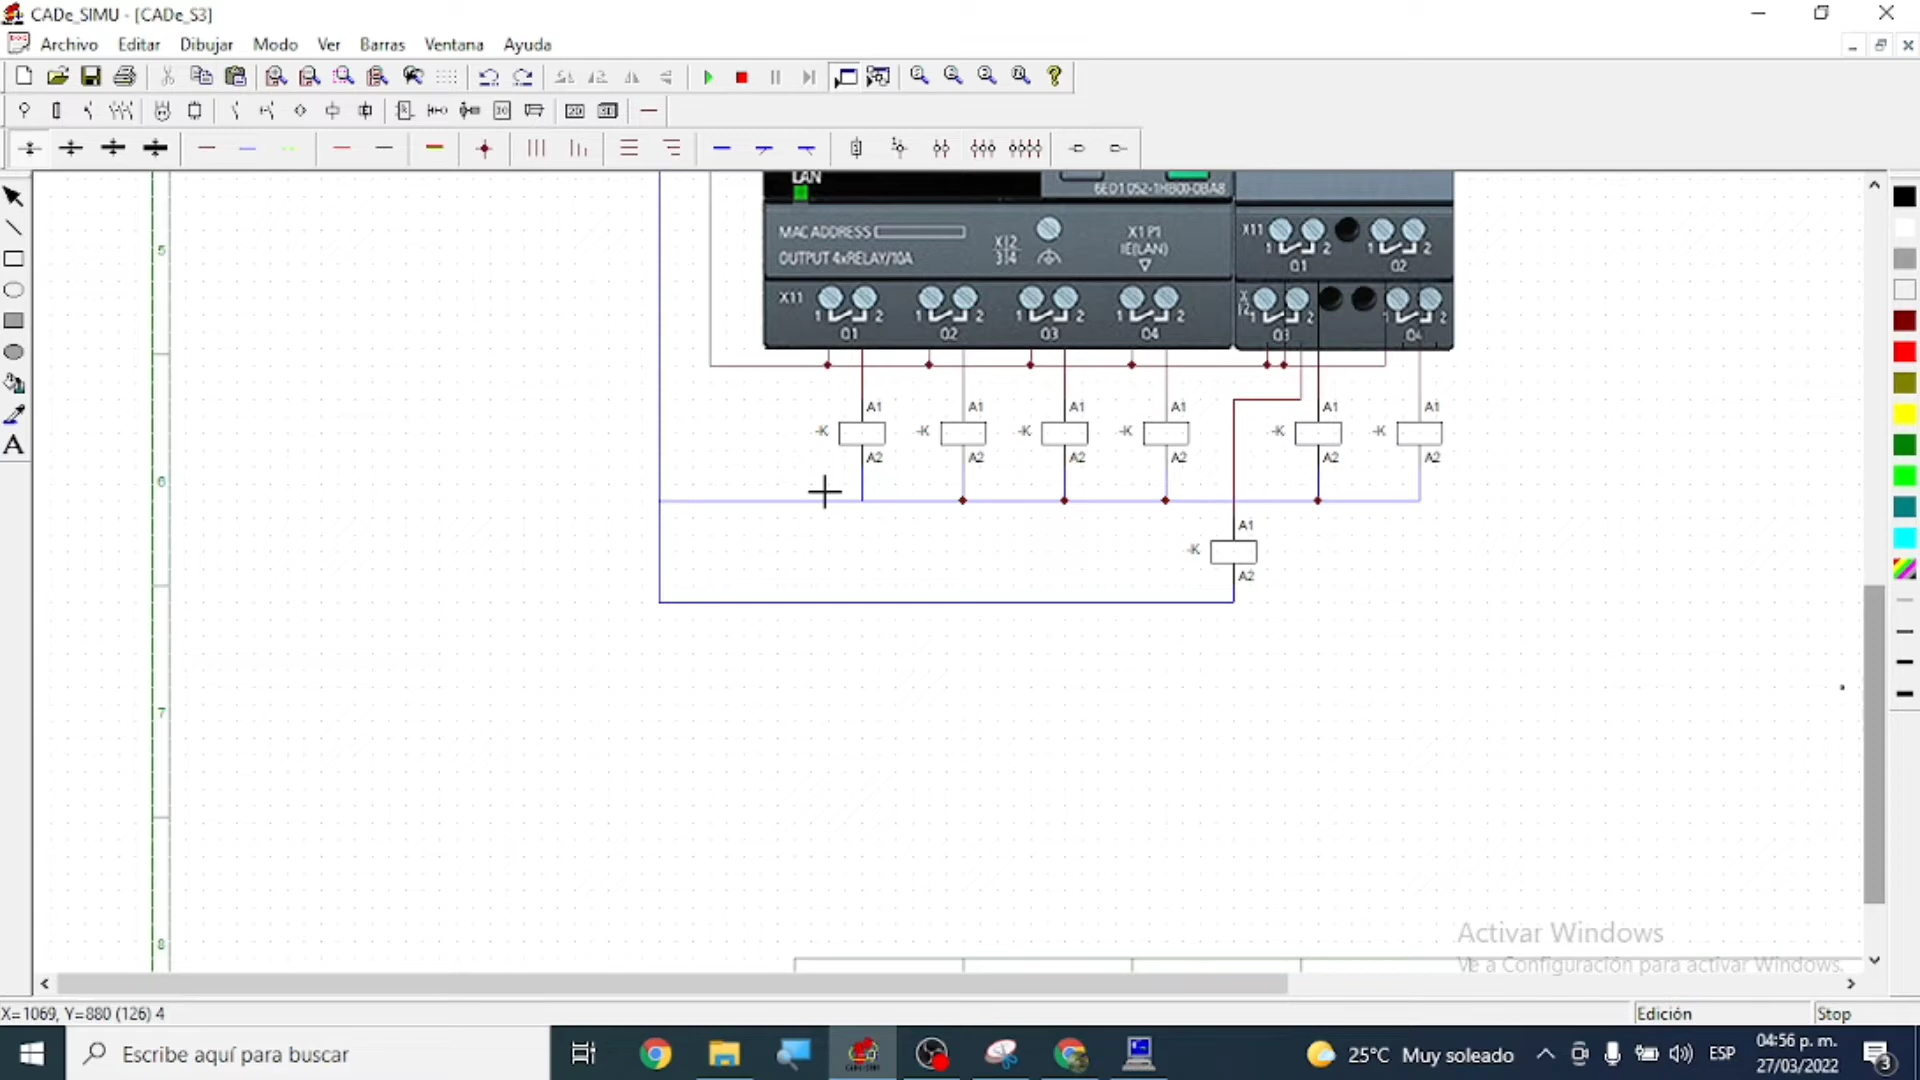 CADe_SIMU - [CADe_S3]
Archivo Editar Dibujar Modo Ver Barras Ventana Ayuda
LAN
6ED1 052-1HB00-0BA8
MAC ADDRESS
X12
3 1 4
X1 P1
IE(LAN)
X11
1 2 1 2
Q1 Q2
OUTPUT 4xRELAY/10A
X11
1 2 1 2 1 2 1 2
Q1 Q2 Q3 Q4
X12
1 2 1 2
Q3 Q4
A1 A1 A1 A1 A1 A1
-K -K -K -K -K -K
A2 A2 A2 A2 A2 A2
A1
-K
A2
5
6
7
8
A
Activar Windows
Ve a Configuración para activar Windows.
X=1069, Y=880 (126) 4
Edición
Stop
Escribe aquí para buscar
25°C Muy soleado
ESP
04:56 p. m.
27/03/2022
3